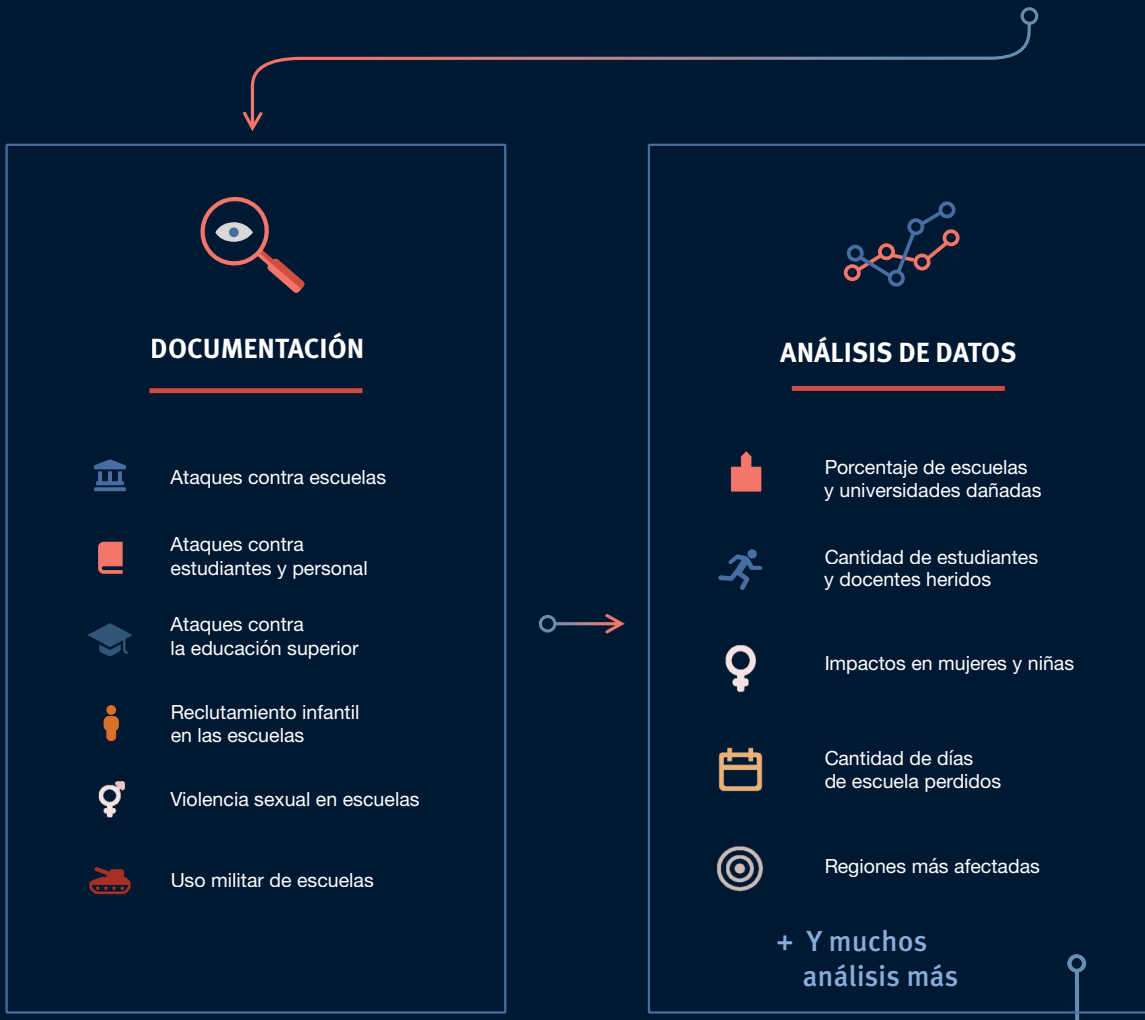 DOCUMENTACIÓN
Ataques contra escuelas
Ataques contra
estudiantes y personal
Ataques contra
la educación superior
Reclutamiento infantil
en las escuelas
Violencia sexual en escuelas
Uso militar de escuelas
ANÁLISIS DE DATOS
Porcentaje de escuelas
y universidades dañadas
Cantidad de estudiantes
y docentes heridos
Impactos en mujeres y niñas
Cantidad de días
de escuela perdidos
Regiones más afectadas
+ Y muchos
análisis más